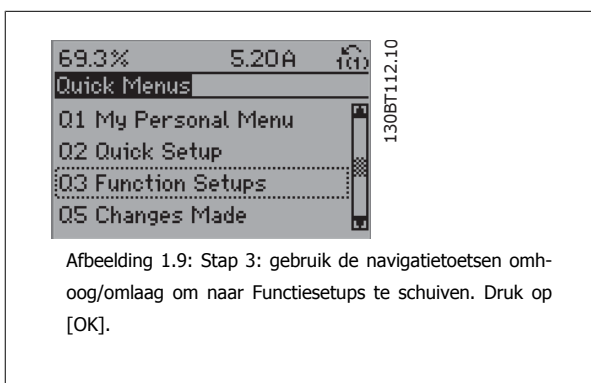 69.3% 5.20A 1(1)
Quick Menus
Q1 My Personal Menu
Q2 Quick Setup
Q3 Function Setups
Q5 Changes Made
130BT112.10
Afbeelding 1.9: Stap 3: gebruik de navigatietoetsen omh-
oog/omlaag om naar Functiesetups te schuiven. Druk op
[OK].